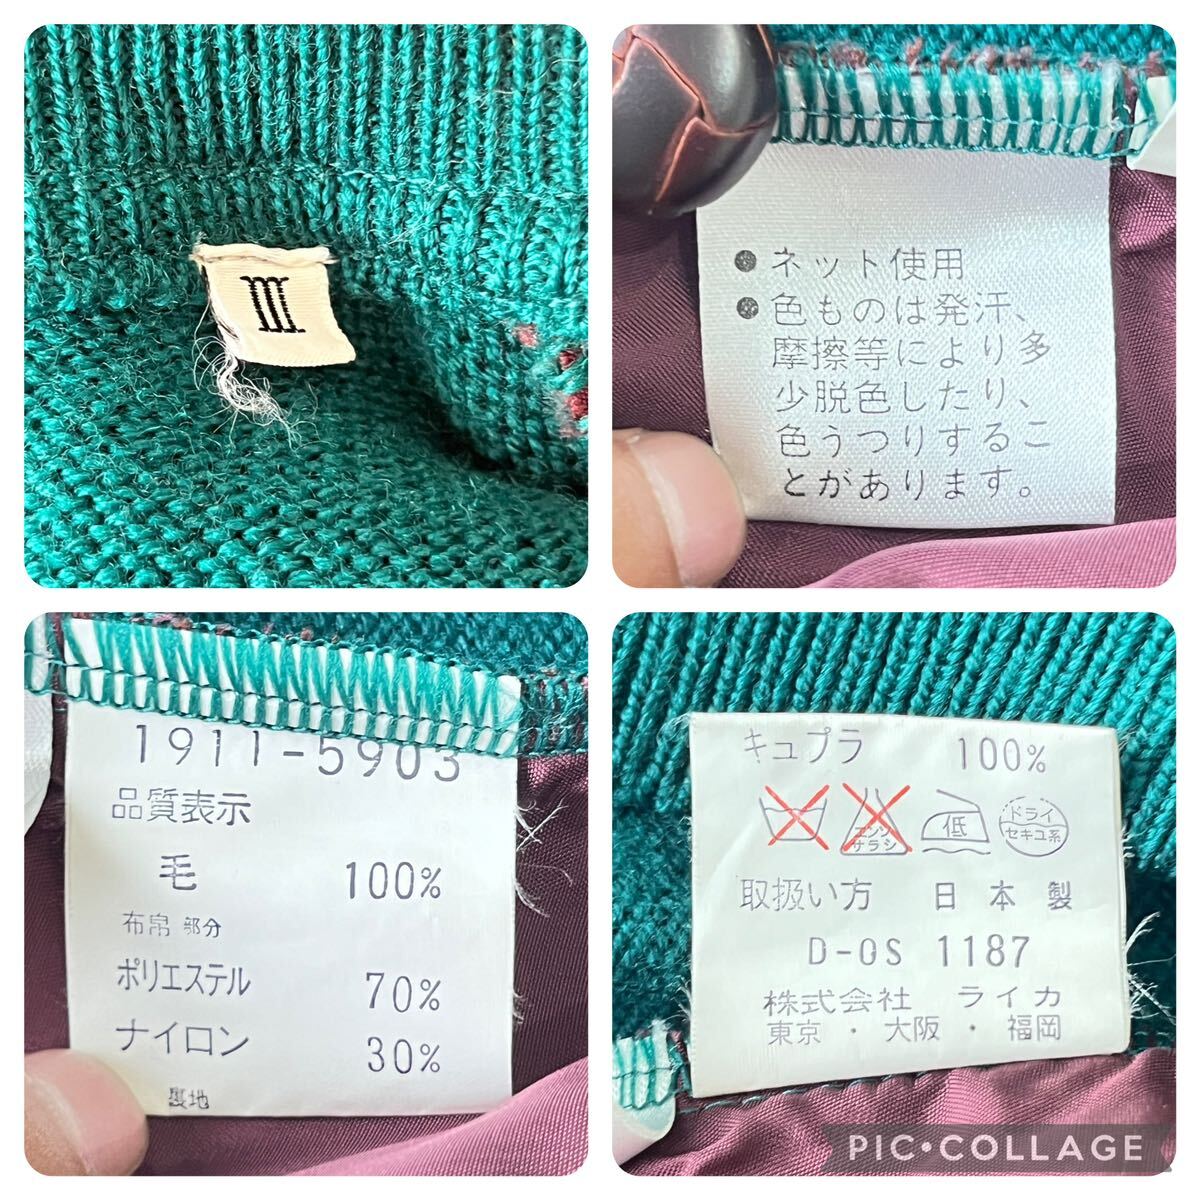 III
●ネット使用
●色ものは発汗、
摩擦等により多
少脱色したり、
色うつりするこ
とがあります。
1911-5903
品質表示
毛 100%
布帛 部分
ポリエステル 70%
ナイロン 30%
裏地
キュプラ 100%
エンソ
サラシ
低
ドライ
セキユ系
取扱い方 日本製
D-0S 1187
株式会社 ライカ
東京・大阪・福岡
PIC•COLLAGE